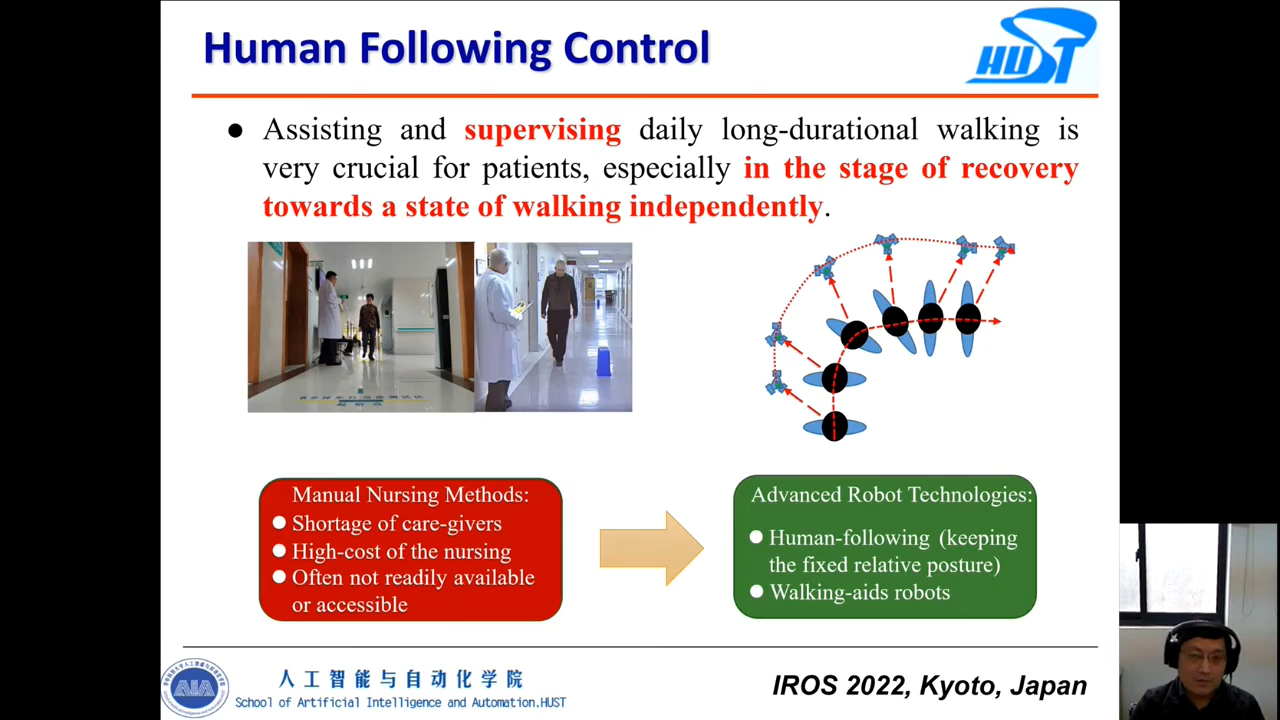 Human Following Control
HUST
● Assisting and supervising daily long-durational walking is
very crucial for patients, especially in the stage of recovery
towards a state of walking independently.
Manual Nursing Methods:
● Shortage of care-givers
● High-cost of the nursing
● Often not readily available
or accessible
Advanced Robot Technologies:
● Human-following (keeping
the fixed relative posture)
● Walking-aids robots
AIA
人工智能与自动化学院
School of Artificial Intelligence and Automation.HUST
IROS 2022, Kyoto, Japan